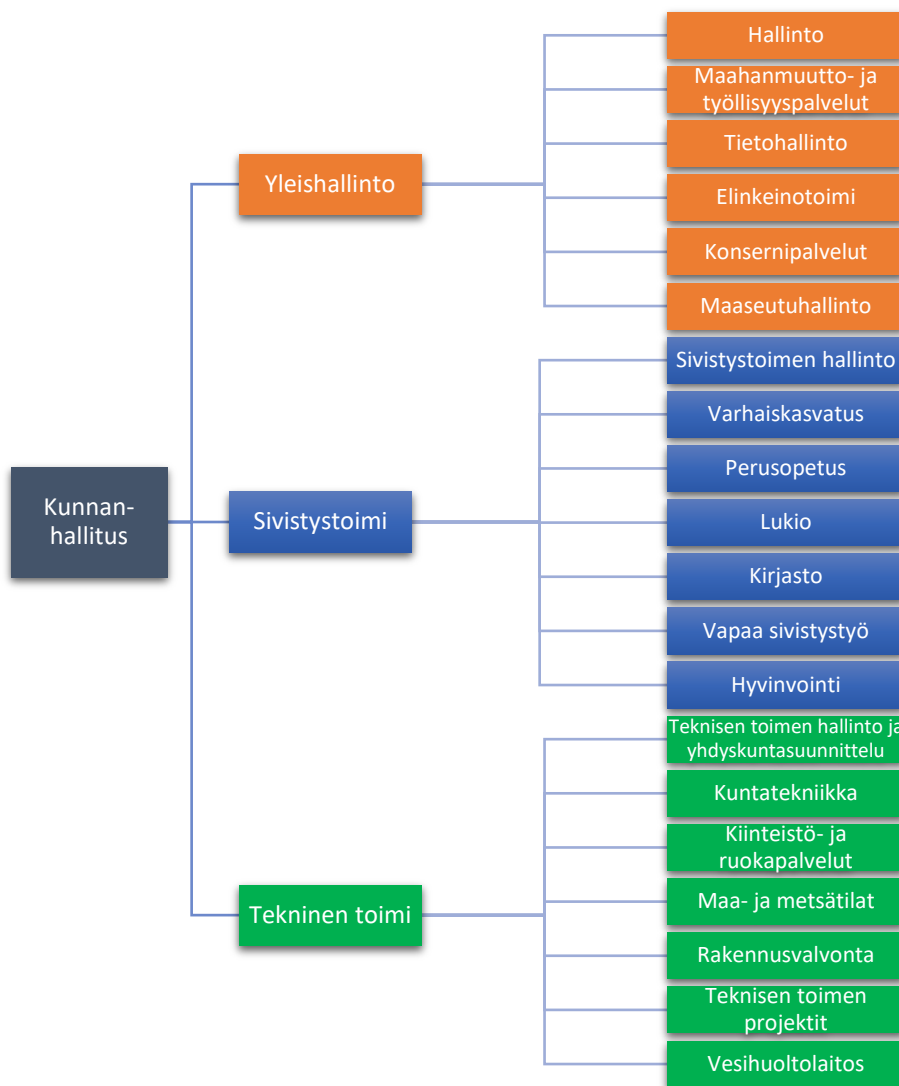 Hallinto
Maahanmuutto- ja
työllisyyspalvelut
Tietohallinto
Yleishallinto
Elinkeinotoimi
Konsernipalvelut
Maaseutuhallinto
Sivistystoimen hallinto
Varhaiskasvatus
Perusopetus
Kunnan-
hallitus
Sivistystoimi
Lukio
Kirjasto
Vapaa sivistystyö
Hyvinvointi
Teknisen toimen hallinto ja
yhdyskuntasuunnittelu
Kuntatekniikka
Kiinteistö- ja
ruokapalvelut
Tekninen toimi
Maa- ja metsätilat
Rakennusvalvonta
Teknisen toimen
projektit
Vesihuoltolaitos